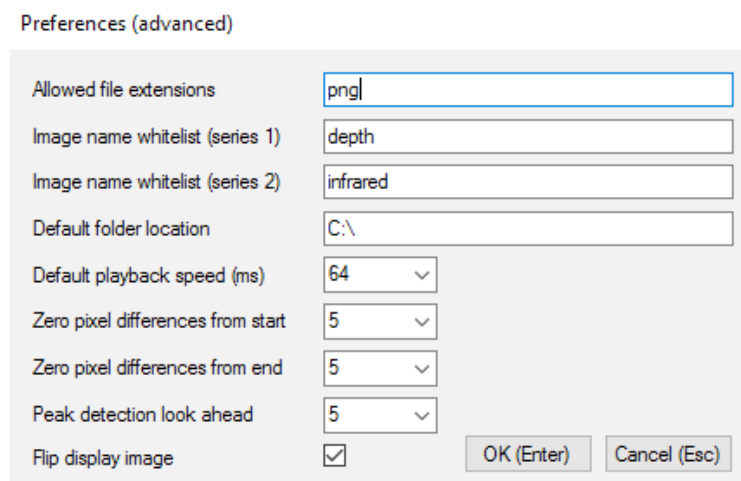 Preferences (advanced)
Allowed file extensions png
Image name whitelist (series 1) depth
Image name whitelist (series 2) infrared
Default folder location C:\
Default playback speed (ms) 64
Zero pixel differences from start 5
Zero pixel differences from end 5
Peak detection look ahead 5
Flip display image OK (Enter) Cancel (Esc)